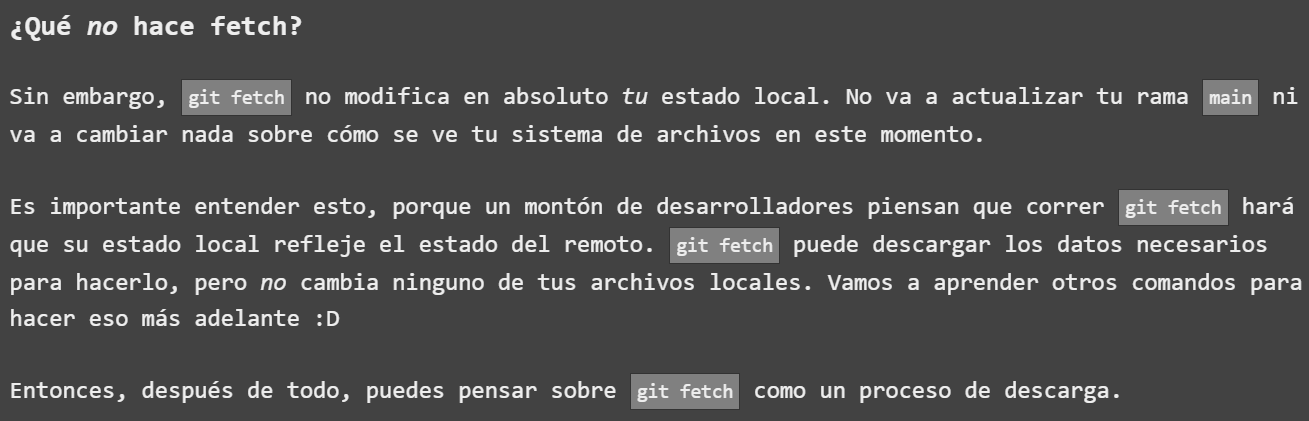 ¿Qué no hace fetch?
Sin embargo, git fetch no modifica en absoluto tu estado local. No va a actualizar tu rama main ni
va a cambiar nada sobre cómo se ve tu sistema de archivos en este momento.
Es importante entender esto, porque un montón de desarrolladores piensan que correr git fetch hará
que su estado local refleje el estado del remoto. git fetch puede descargar los datos necesarios
para hacerlo, pero no cambia ninguno de tus archivos locales. Vamos a aprender otros comandos para
hacer eso más adelante :D
Entonces, después de todo, puedes pensar sobre git fetch como un proceso de descarga.